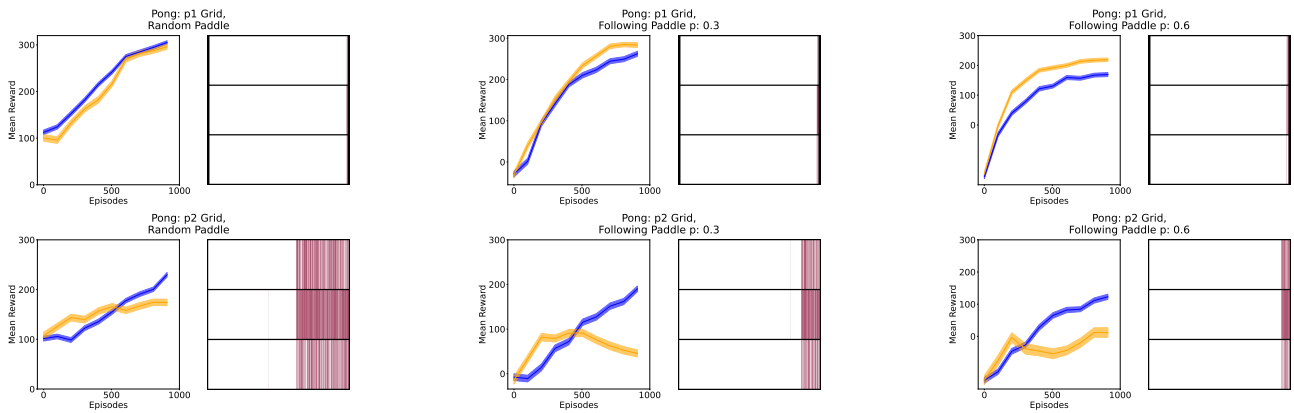 Pong: p1 Grid,
Random Paddle
300
200
100
0
Mean Reward
0 500 1000
Episodes
Pong: p1 Grid,
Following Paddle p: 0.3
300
200
100
0
Mean Reward
0 500 1000
Episodes
Pong: p1 Grid,
Following Paddle p: 0.6
300
200
100
0
Mean Reward
0 500 1000
Episodes
Pong: p2 Grid,
Random Paddle
300
200
100
0
Mean Reward
0 500 1000
Episodes
Pong: p2 Grid,
Following Paddle p: 0.3
300
200
100
0
Mean Reward
0 500 1000
Episodes
Pong: p2 Grid,
Following Paddle p: 0.6
300
200
100
0
Mean Reward
0 500 1000
Episodes